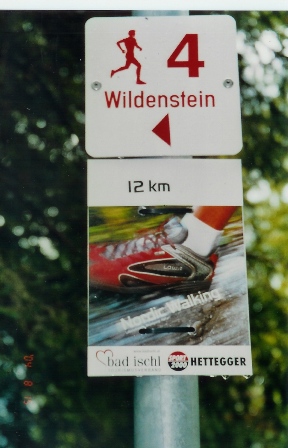 4
Wildenstein
12 km
Nordic Walking
bad ischl
HETTEGGER